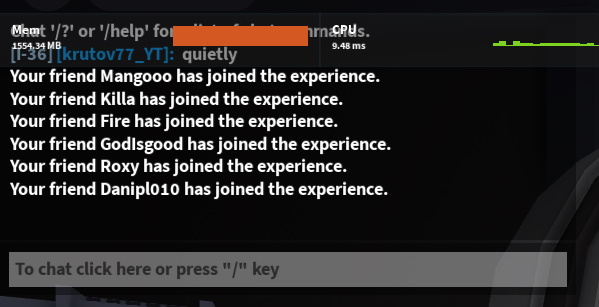 Chat '/?' or '/help' for list of chat commands.
Mem
1554.34 MB
CPU
9.48 ms
[I-36] [krutov77_YT]: quietly
Your friend Mangooo has joined the experience.
Your friend Killa has joined the experience.
Your friend Fire has joined the experience.
Your friend GodIsgood has joined the experience.
Your friend Roxy has joined the experience.
Your friend Danipl010 has joined the experience.
To chat click here or press "/" key